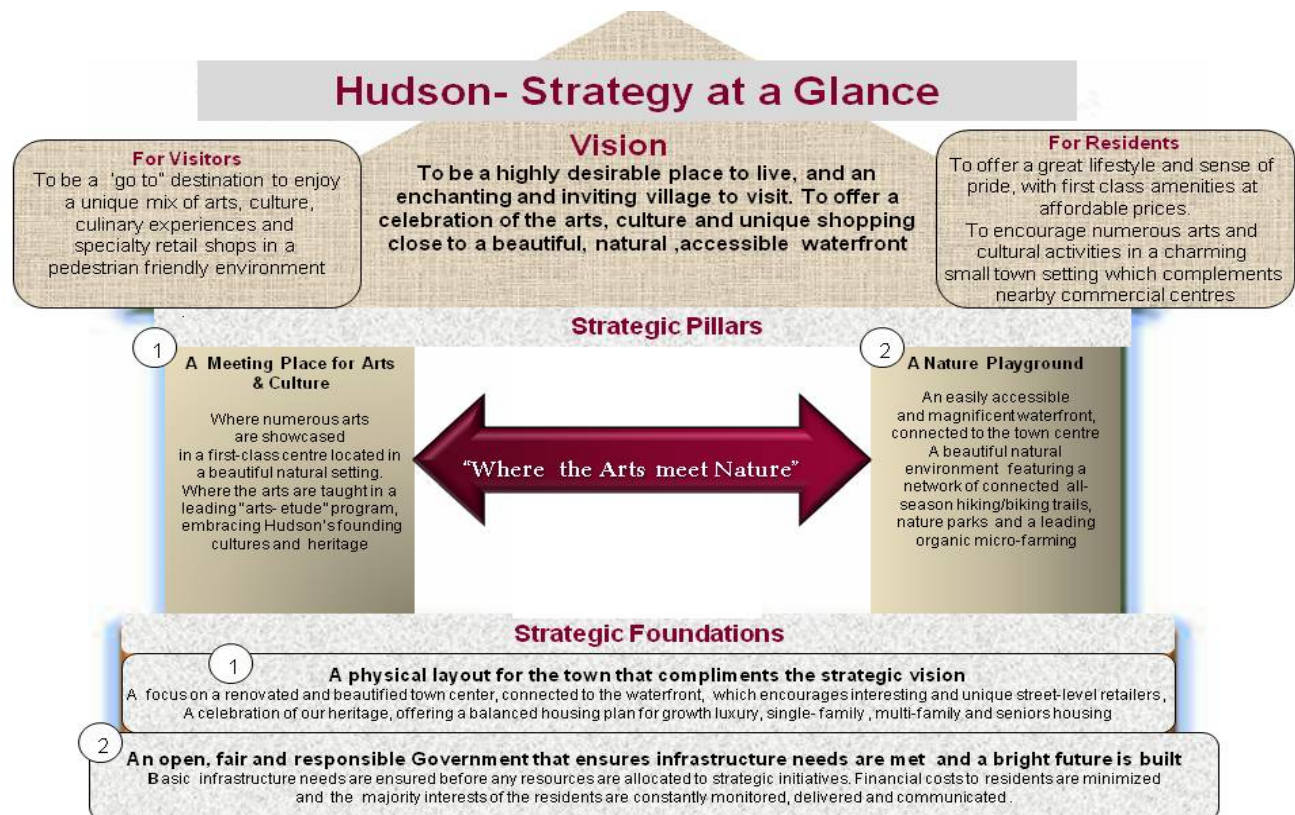 Hudson- Strategy at a Glance
Vision
To be a highly desirable place to live, and an
enchanting and inviting village to visit. To offer a
celebration of the arts, culture and unique shopping
close to a beautiful, natural ,accessible waterfront
For Visitors
To be a 'go to" destination to enjoy
a unique mix of arts, culture,
culinary experiences and
specialty retail shops in a
pedestrian friendly environment
For Residents
To offer a great lifestyle and sense of
pride, with first class amenities at
affordable prices.
To encourage numerous arts and
cultural activities in a charming
small town setting which complements
nearby commercial centres
Strategic Pillars
1
A Meeting Place for Arts
& Culture
Where numerous arts
are showcased
in a first-class centre located in
a beautiful natural setting.
Where the arts are taught in a
leading "arts- etude" program,
embracing Hudson's founding
cultures and heritage
"Where the Arts meet Nature"
2
A Nature Playground
An easily accessible
and magnificent waterfront,
connected to the town centre
A beautiful natural
environment featuring a
network of connected all-
season hiking/biking trails,
nature parks and a leading
organic micro-farming
Strategic Foundations
1
A physical layout for the town that compliments the strategic vision
A focus on a renovated and beautified town center, connected to the waterfront, which encourages interesting and unique street-level retailers,
A celebration of our heritage, offering a balanced housing plan for growth luxury, single- family , multi-family and seniors housing
2
An open, fair and responsible Government that ensures infrastructure needs are met and a bright future is built
Basic infrastructure needs are ensured before any resources are allocated to strategic initiatives. Financial costs to residents are minimized
and the majority interests of the residents are constantly monitored, delivered and communicated .